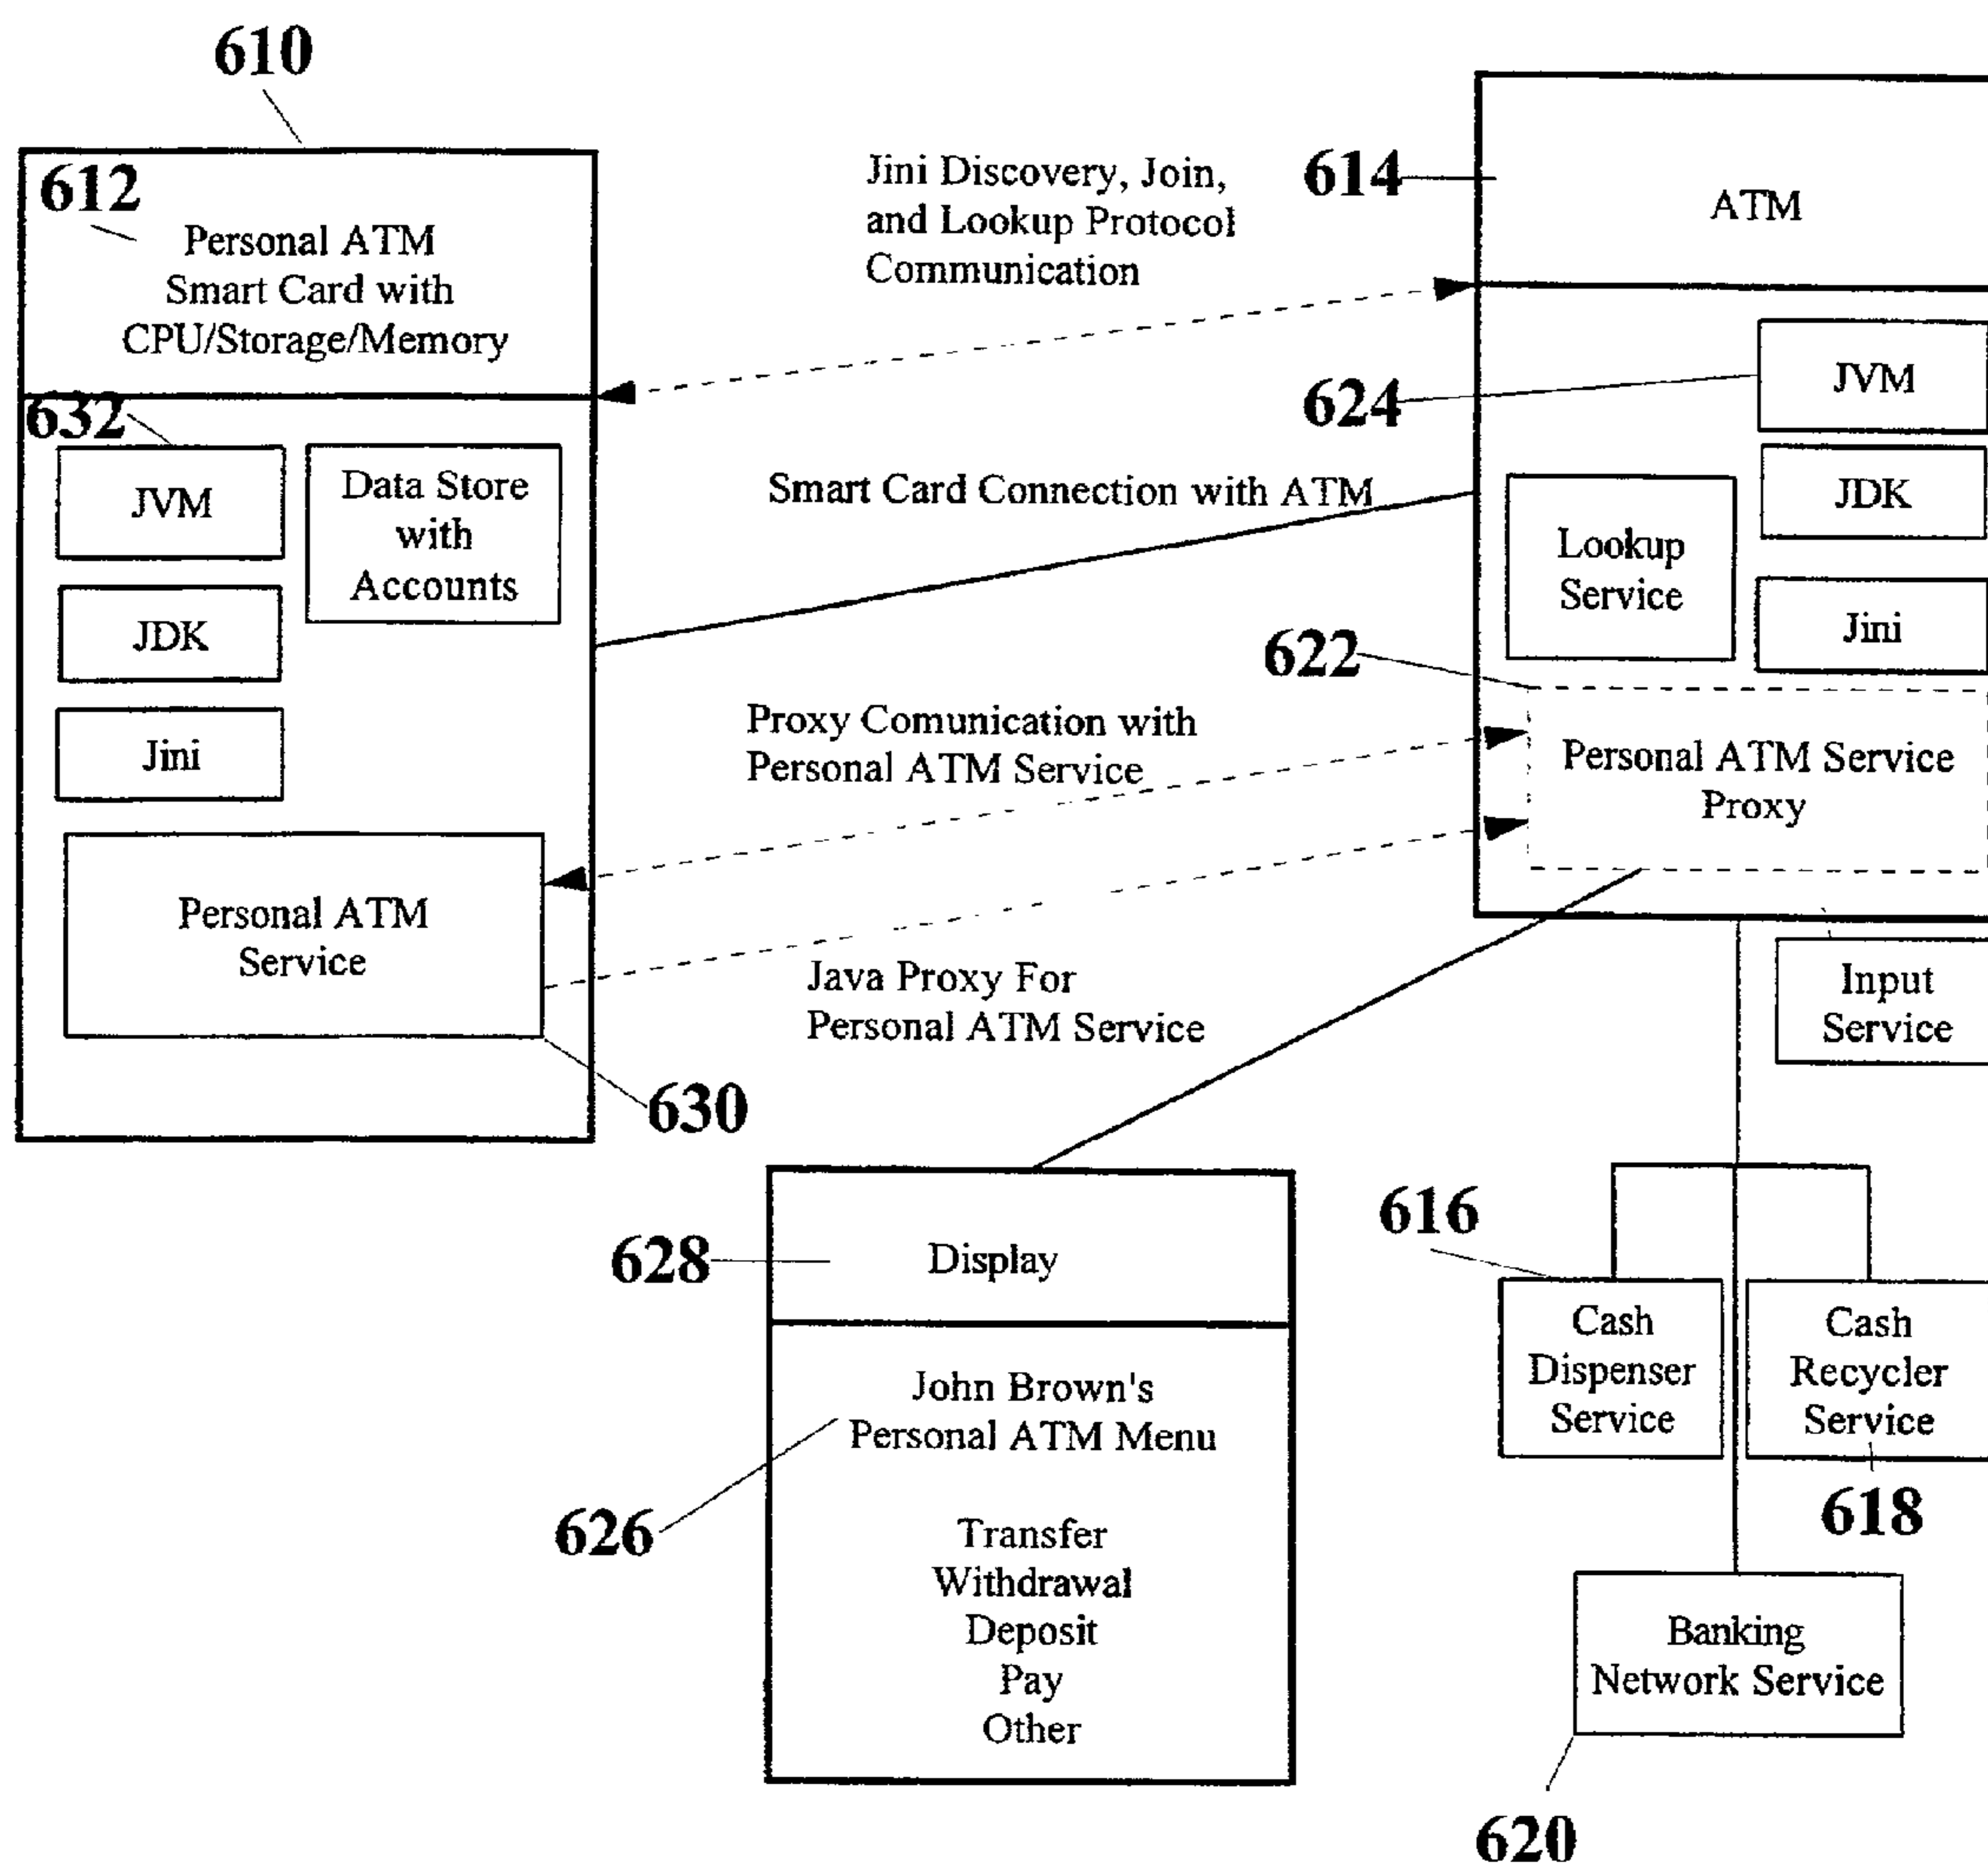 610
612
Personal ATM
Smart Card with
CPU/Storage/Memory
632
JVM
Data Store
with
Accounts
JDK
Jini
Personal ATM
Service
630
Jini Discovery, Join,
and Lookup Protocol
Communication
Smart Card Connection with ATM
Proxy Comunication with
Personal ATM Service
Java Proxy For
Personal ATM Service
614
ATM
624
JVM
JDK
Lookup
Service
Jini
622
Personal ATM Service
Proxy
Input
Service
628
Display
John Brown's
Personal ATM Menu
626
Transfer
Withdrawal
Deposit
Pay
Other
616
Cash
Dispenser
Service
Cash
Recycler
Service
618
Banking
Network Service
620